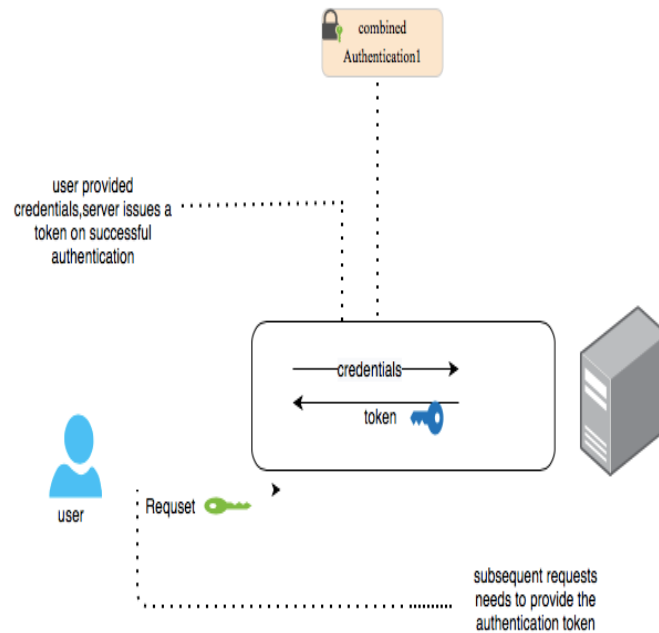 combined
Authentication1
user provided
credentials,server issues a
token on successful
authentication
credentials
token
user
Requset
subsequent requests
needs to provide the
authentication token